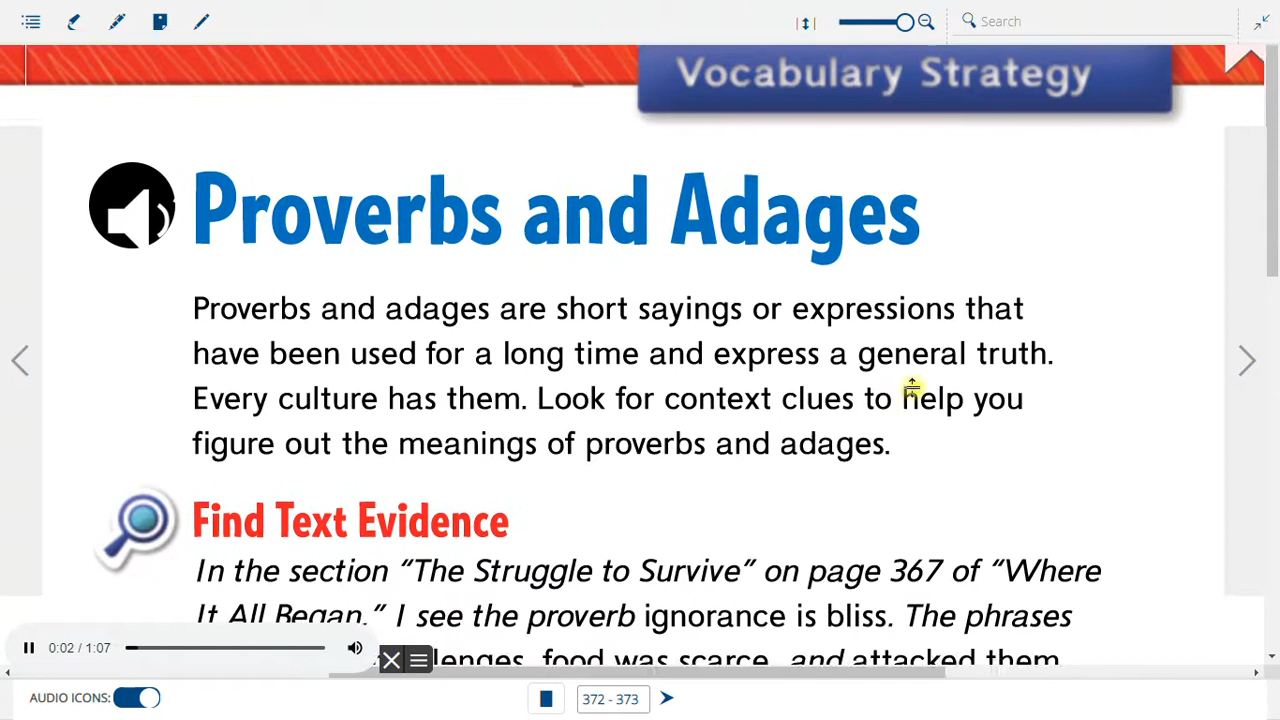 Search
Vocabulary Strategy
Proverbs and Adages
Proverbs and adages are short sayings or expressions that
have been used for a long time and express a general truth.
Every culture has them. Look for context clues to help you
figure out the meanings of proverbs and adages.
Find Text Evidence
In the section “The Struggle to Survive” on page 367 of “Where
It All Began,” I see the proverb ignorance is bliss. The phrases
food was scarce, and attacked them
0:02 / 1:07
AUDIO ICONS:
372 - 373